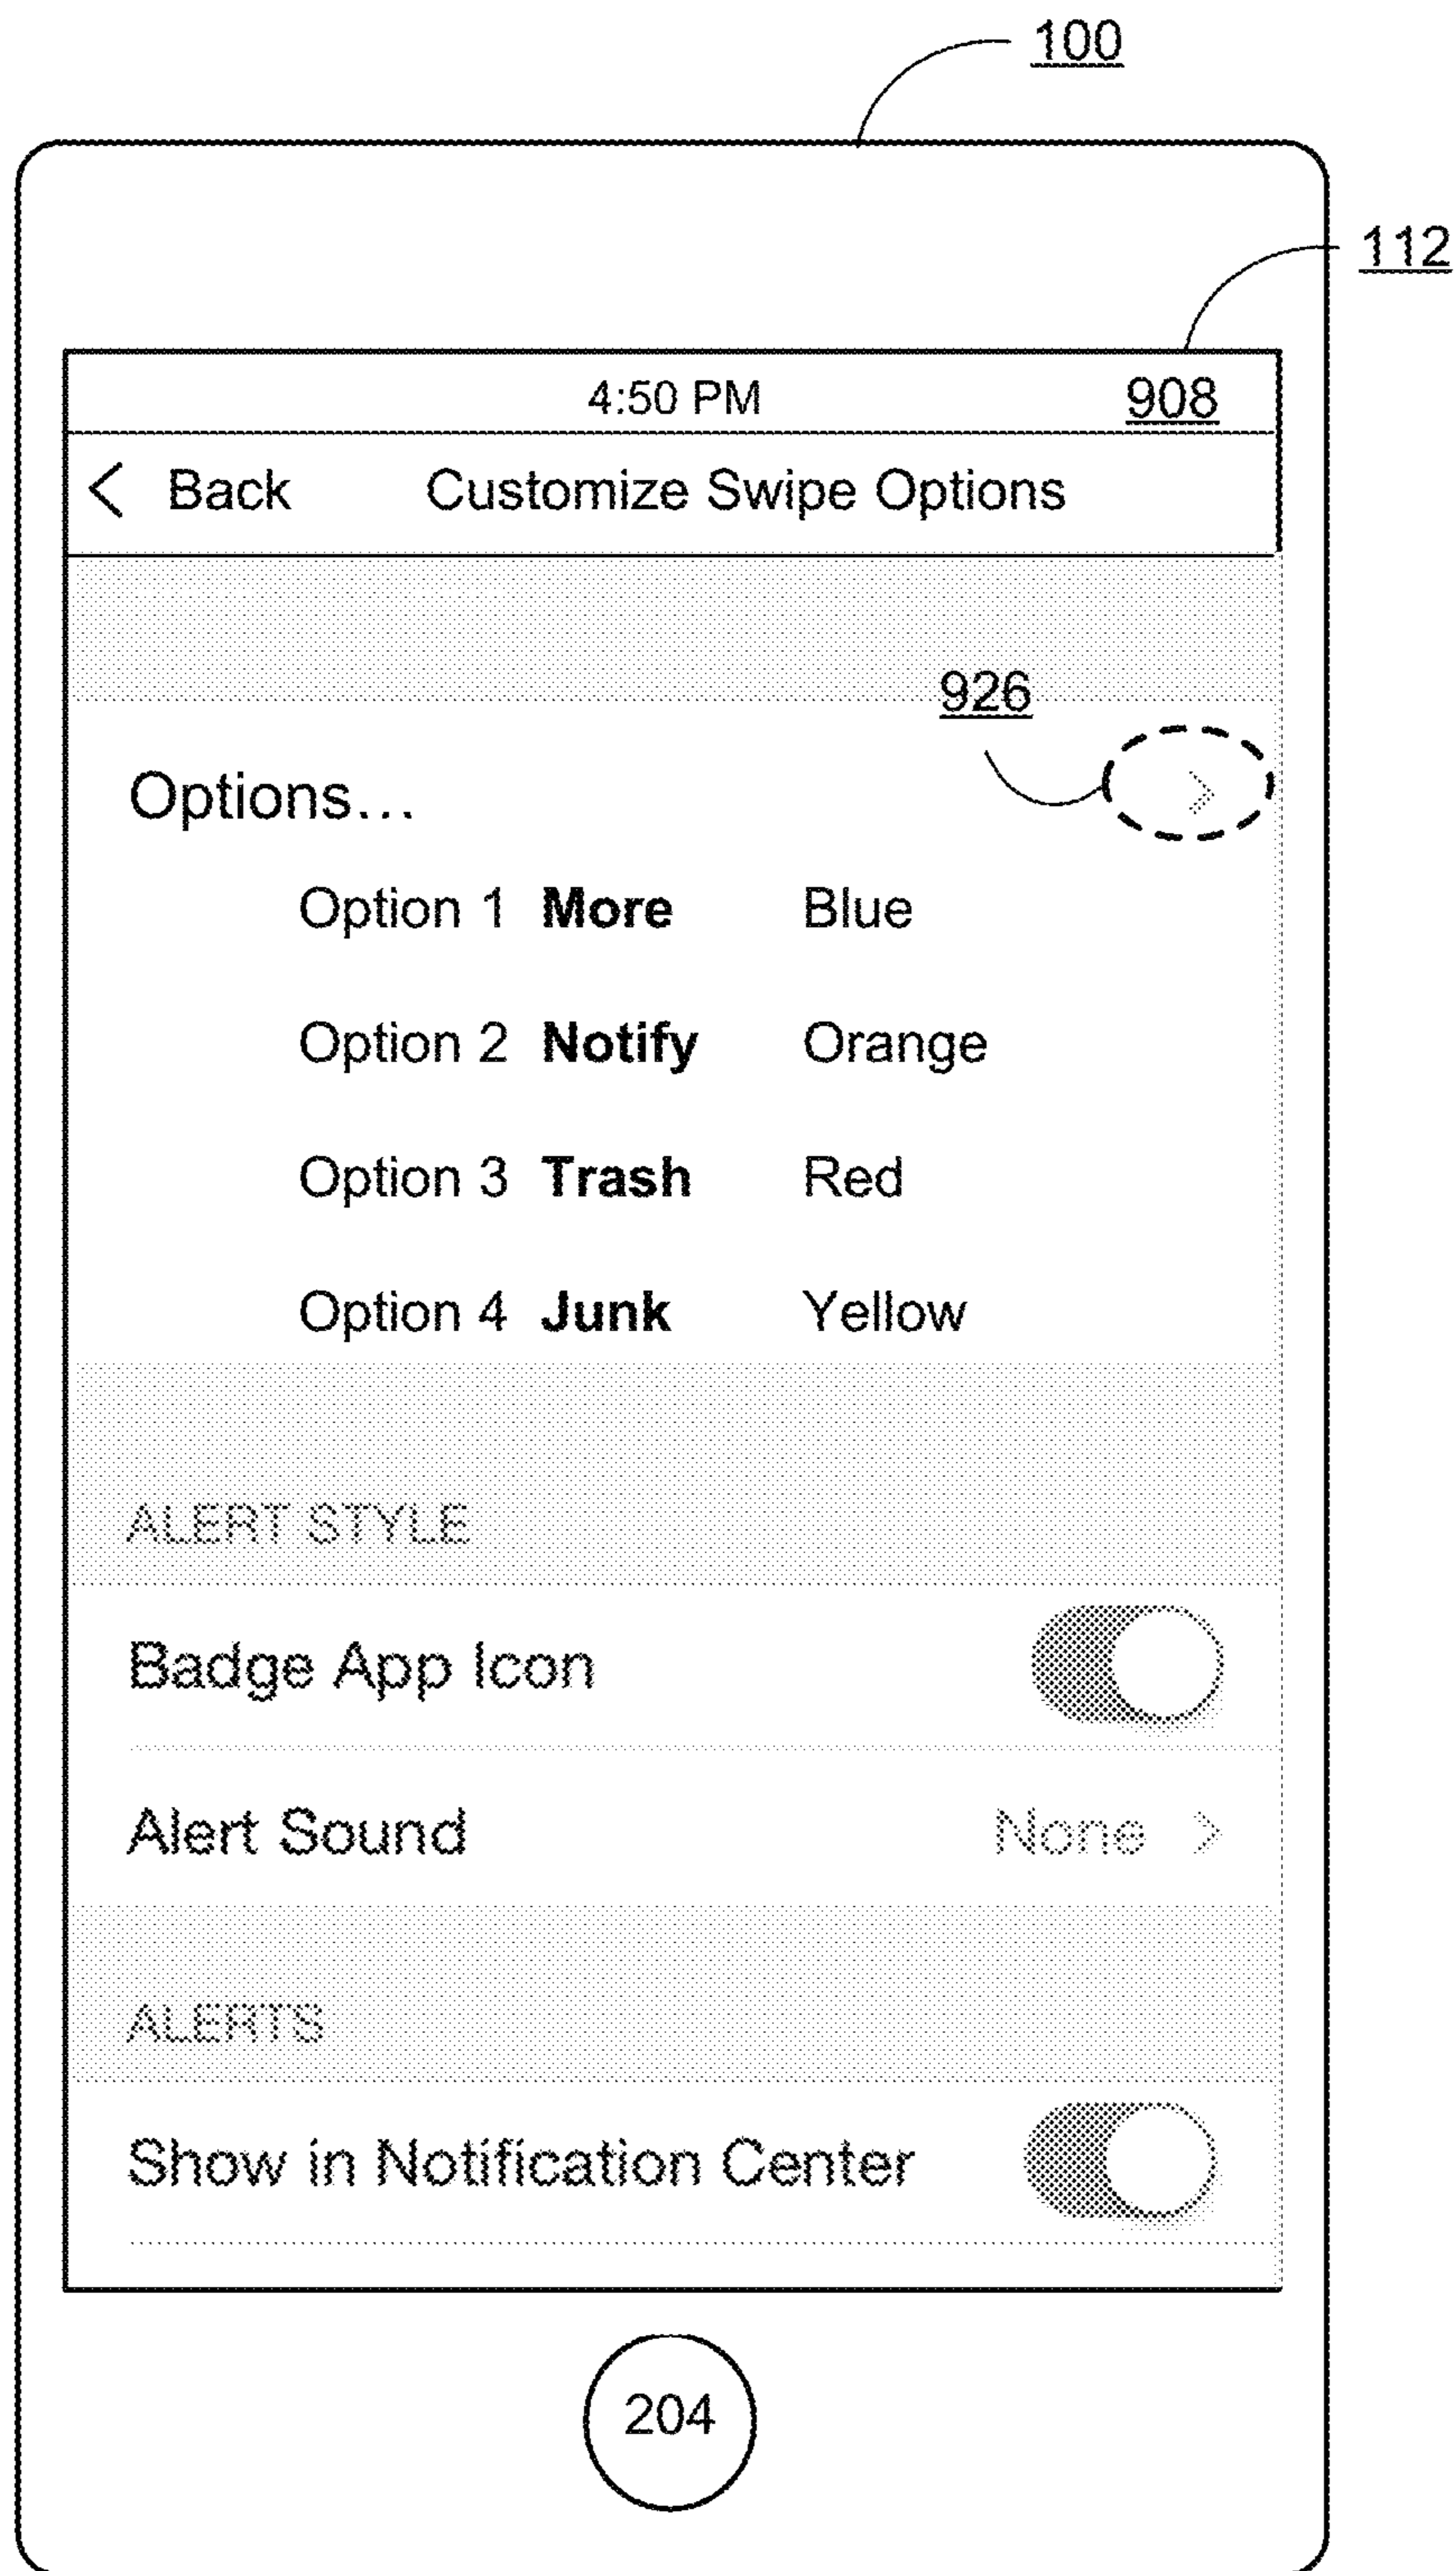 100
112
4:50 PM 908
< Back Customize Swipe Options
926
Options... >
Option 1 More Blue
Option 2 Notify Orange
Option 3 Trash Red
Option 4 Junk Yellow
ALERT STYLE
Badge App Icon
Alert Sound None >
ALERTS
Show in Notification Center
204